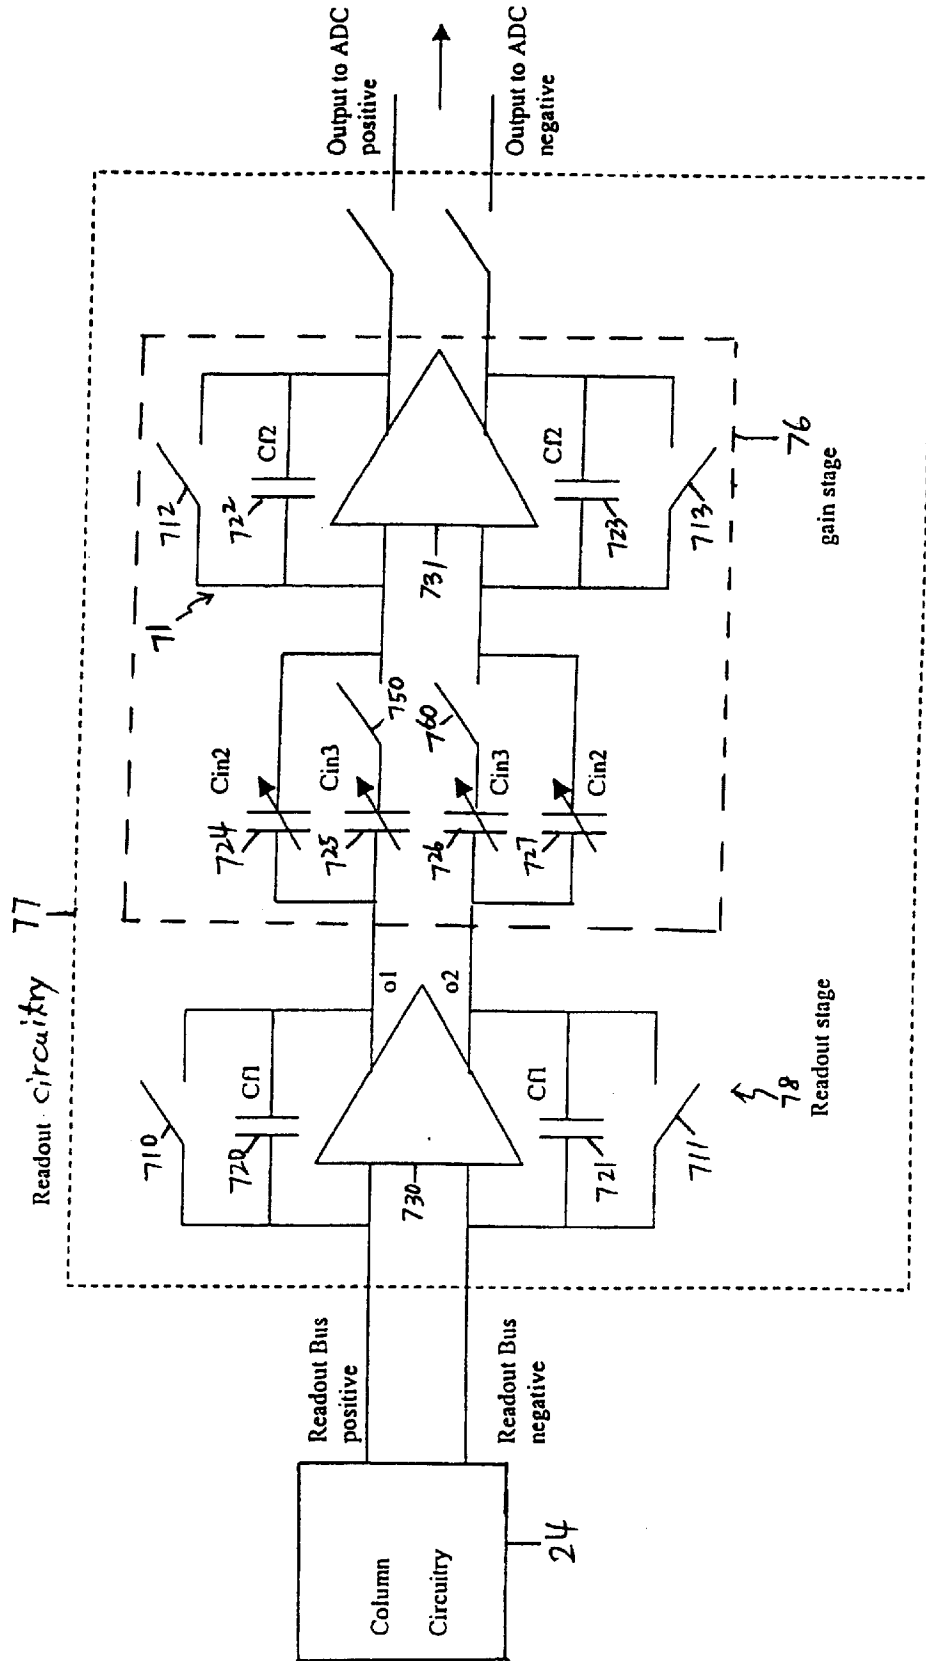 Readout circuitry 77
Column
Circuitry
24
Readout Bus
positive
Readout Bus
negative
710
720
Cf1
730
o1
o2
Cf1
721
711
78
Readout stage
724
Cin2
725
Cin3
750
760
726
Cin3
727
Cin2
71
712
722
Cf2
731
Cf2
723
713
76
gain stage
Output to ADC
positive
Output to ADC
negative